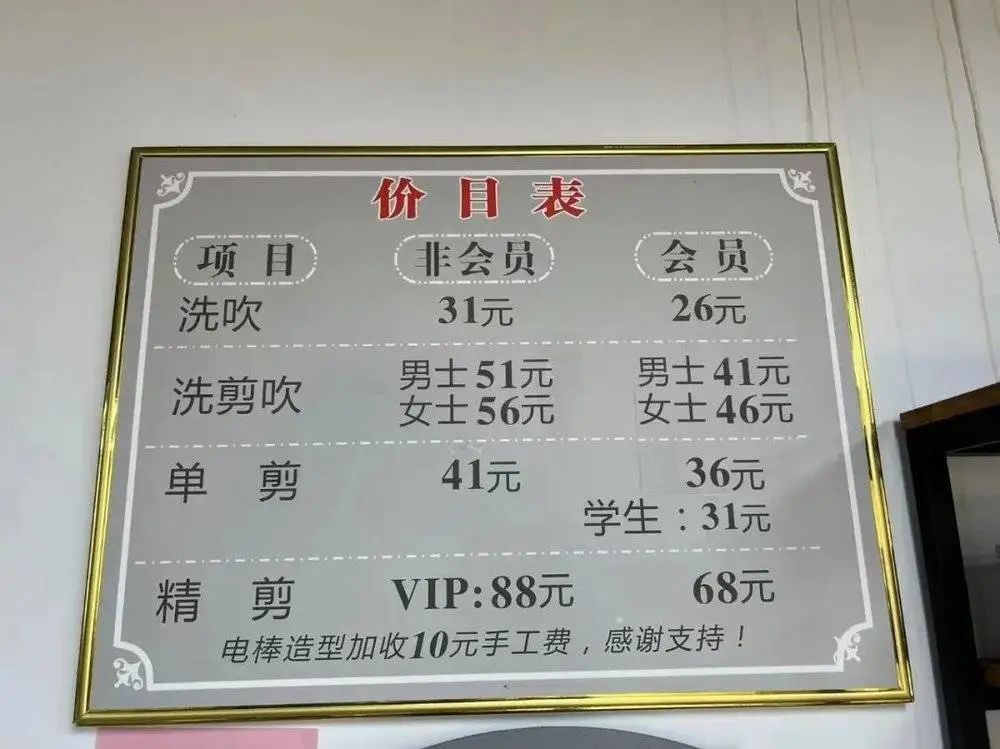 价目表
项目 非会员 会员
洗吹 31元 26元
洗剪吹 男士51元 男士41元
女士56元 女士46元
单 剪 41元 36元
学生：31元
精 剪 VIP:88元 68元
电棒造型加收10元手工费，感谢支持！